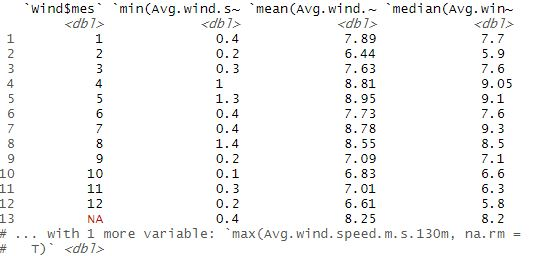 `Wind$mes` `min(Avg.wind.s~ `mean(Avg.wind.~ `median(Avg.win~
<dbl> <dbl> <dbl> <dbl>
1 1 0.4 7.89 7.7
2 2 0.2 6.44 5.9
3 3 0.3 7.63 7.6
4 4 1 8.81 9.05
5 5 1.3 8.95 9.1
6 6 0.4 7.73 7.6
7 7 0.4 8.78 9.3
8 8 1.4 8.55 8.5
9 9 0.2 7.09 7.1
10 10 0.1 6.83 6.6
11 11 0.3 7.01 6.3
12 12 0.2 6.61 5.8
13 NA 0.4 8.25 8.2
# ... with 1 more variable: `max(Avg.wind.speed.m.s.130m, na.rm =
# T)` <dbl>